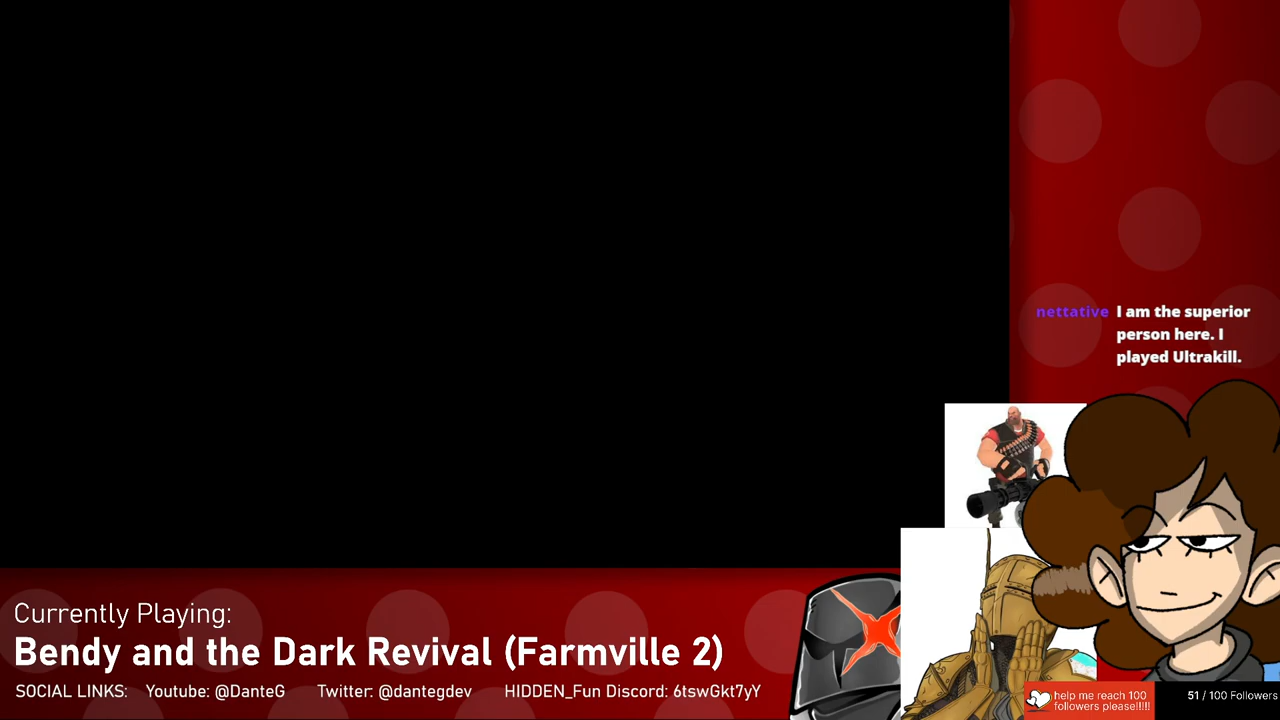 nettative I am the superior
person here. I
played Ultrakill.
Currently Playing:
Bendy and the Dark Revival (Farmville 2)
SOCIAL LINKS: Youtube: @DanteG Twitter: @dantegdev HIDDEN_Fun Discord: 6tswGkt7yY
help me reach 100
followers please!!!!!
51 / 100 Followers